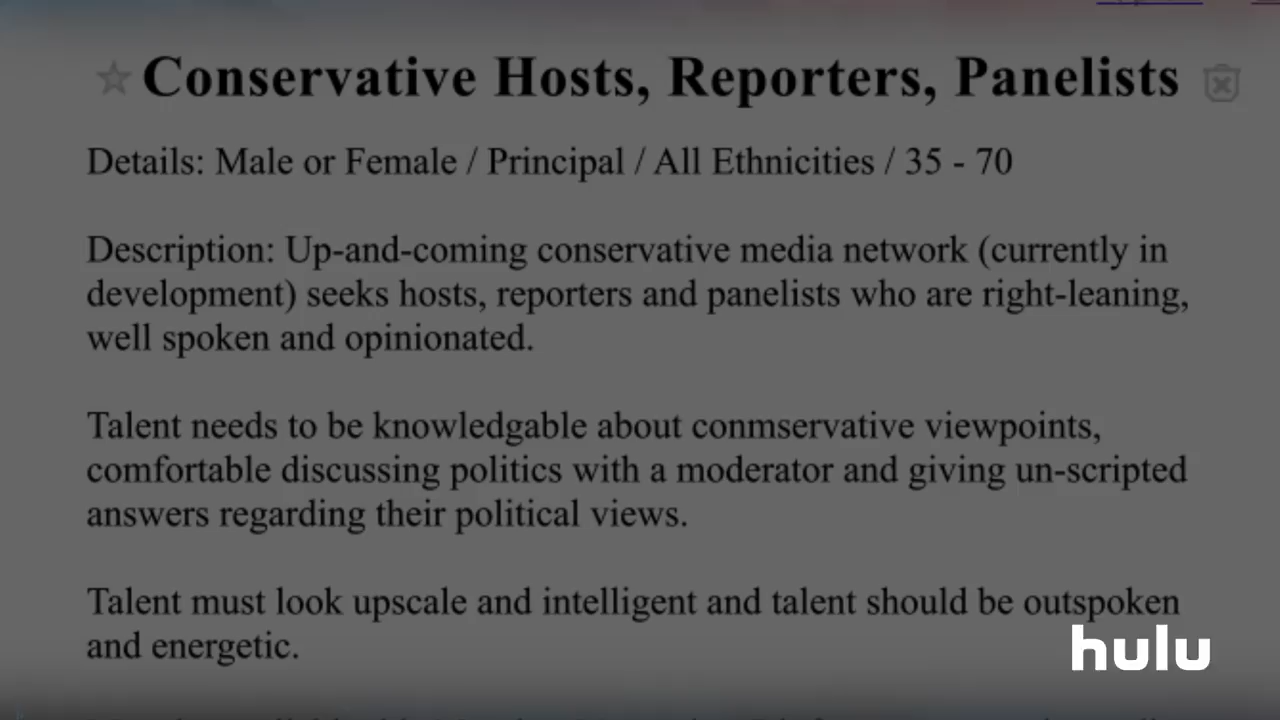 Conservative Hosts, Reporters, Panelists
Details: Male or Female / Principal / All Ethnicities / 35 - 70
Description: Up-and-coming conservative media network (currently in
development) seeks hosts, reporters and panelists who are right-leaning,
well spoken and opinionated.
Talent needs to be knowledgable about conmservative viewpoints,
comfortable discussing politics with a moderator and giving un-scripted
answers regarding their political views.
Talent must look upscale and intelligent and talent should be outspoken
and energetic.
hulu